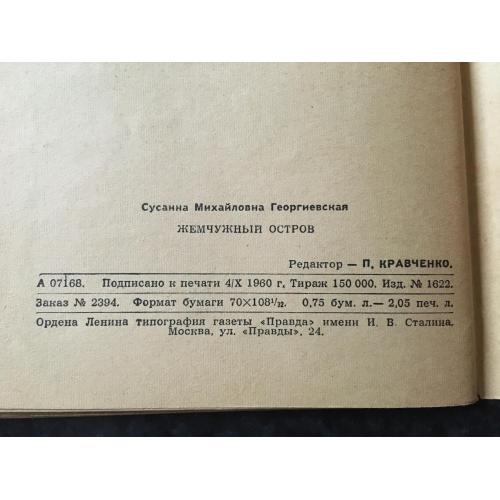 Сусанна Михайловна Георгиевская
ЖЕМЧУЖНЫЙ ОСТРОВ
Редактор — П. КРАВЧЕНКО.
А 07168. Подписано к печати 4/X 1960 г. Тираж 150 000. Изд. № 1622.
Заказ № 2394. Формат бумаги 70×108¹/₃₂. 0,75 бум. л.— 2,05 печ. л.
Ордена Ленина типография газеты «Правда» имени И. В. Сталина.
Москва, ул. «Правды», 24.